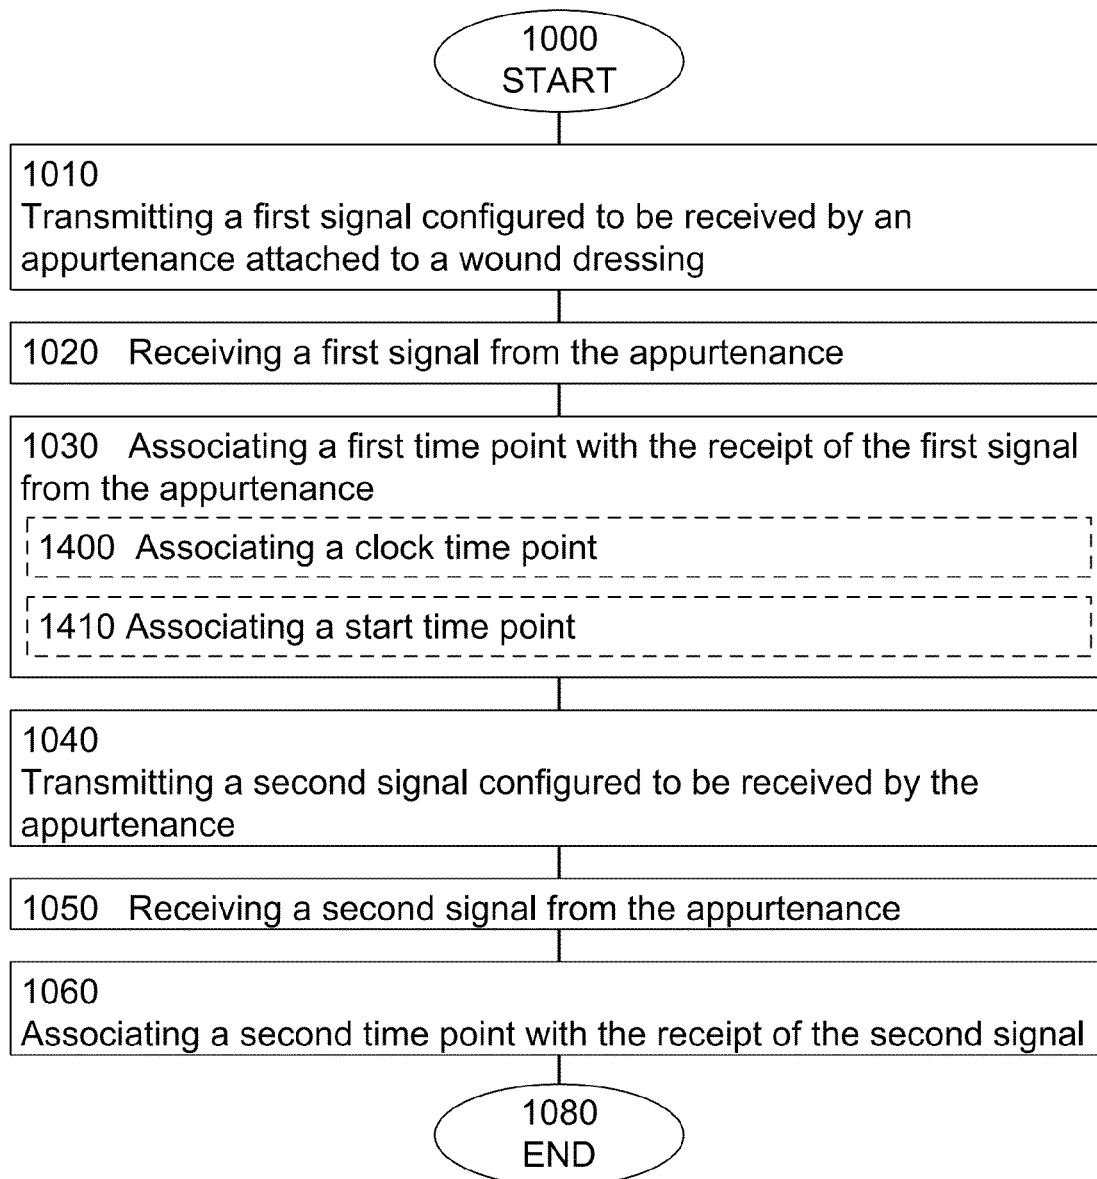 1000
START
1010
Transmitting a first signal configured to be received by an
appurtenance attached to a wound dressing
1020 Receiving a first signal from the appurtenance
1030 Associating a first time point with the receipt of the first signal
from the appurtenance
1400 Associating a clock time point
1410 Associating a start time point
1040
Transmitting a second signal configured to be received by the
appurtenance
1050 Receiving a second signal from the appurtenance
1060
Associating a second time point with the receipt of the second signal
1080
END